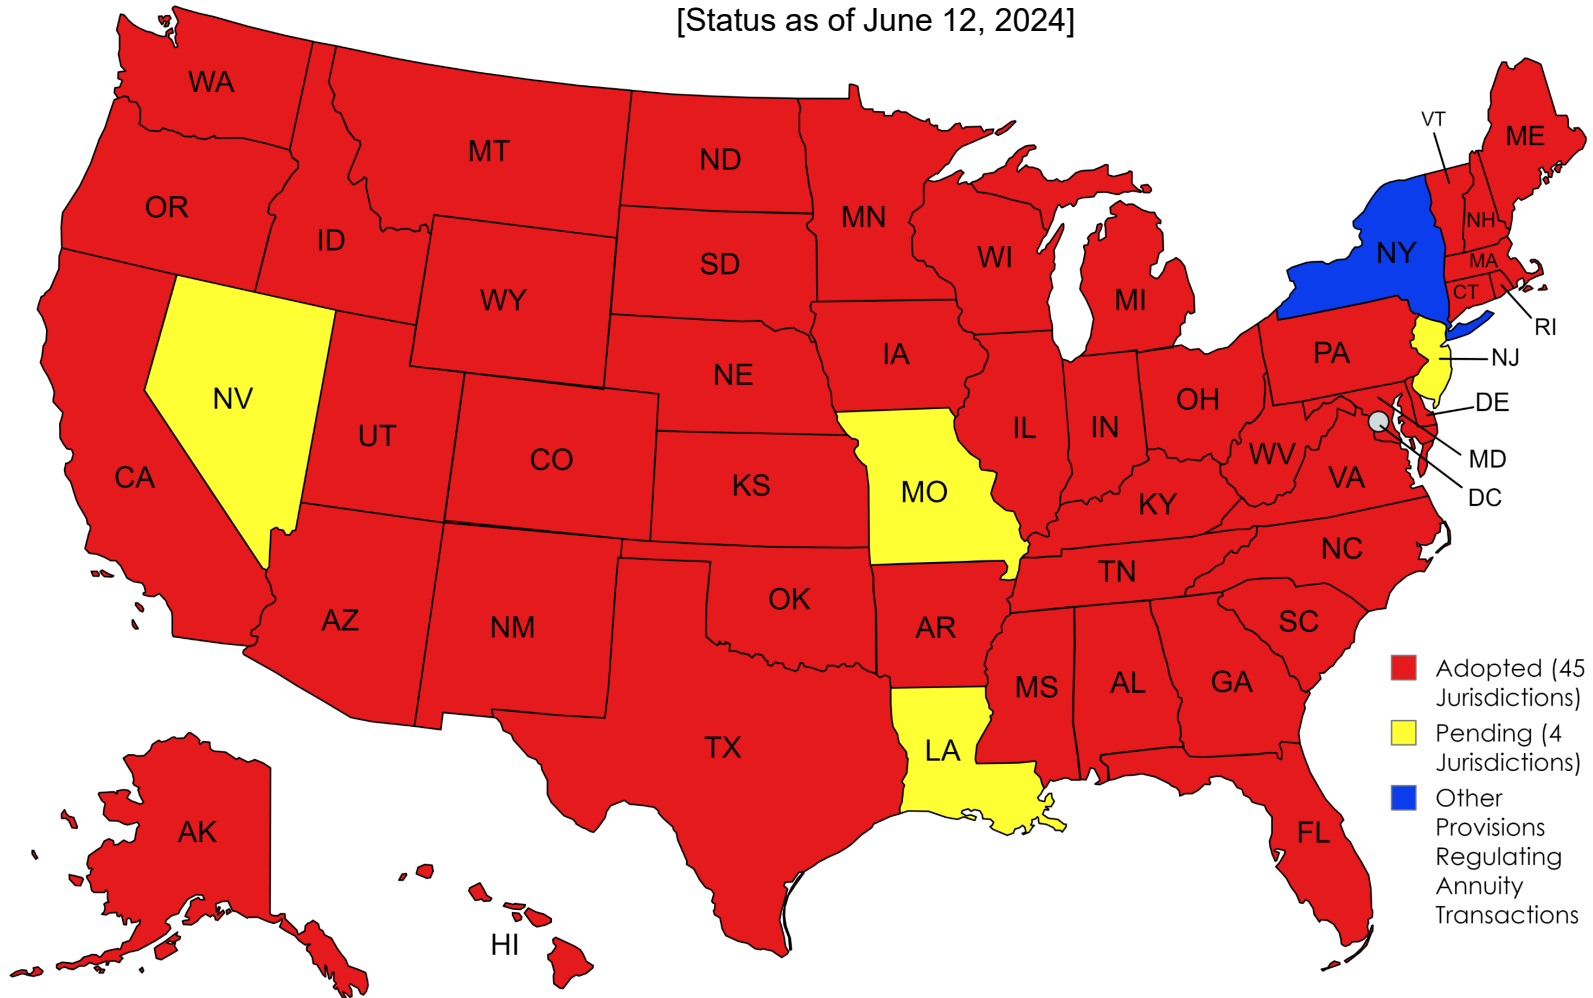 [Status as of June 12, 2024]
WA
MT
ND
MN
VT
ME
OR
ID
SD
WI
NH
NY
MA
WY
MI
CT
RI
IA
PA
NJ
NE
NV
OH
DE
UT
CO
IL
IN
CA
KS
MO
WV
MD
VA
DC
KY
NC
TN
OK
AZ
NM
AR
SC
MS
AL
GA
TX
LA
AK
FL
HI
Adopted (45
Jurisdictions)
Pending (4
Jurisdictions)
Other
Provisions
Regulating
Annuity
Transactions